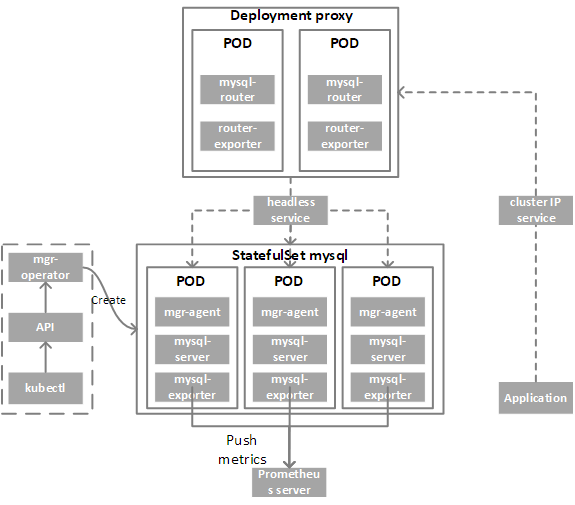 Deployment proxy
POD
POD
mysql-
router
mysql-
router
router-
exporter
router-
exporter
headless
service
cluster IP
service
StatefulSet mysql
mgr-
operator
Create
API
kubectl
POD
POD
POD
mgr-agent
mgr-agent
mgr-agent
mysql-
server
mysql-
server
mysql-
server
mysql-
exporter
mysql-
exporter
mysql-
exporter
Application
Push
metrics
Prometheu
s server